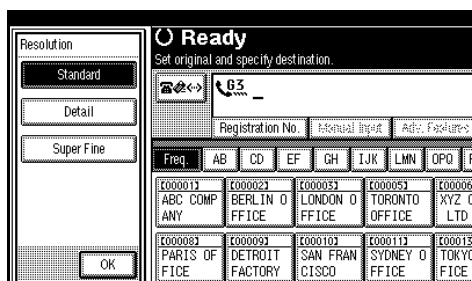 Resolution
Standard
Detail
Super Fine
OK
Ready
Set original and specify destination.
G3
Registration No. Manual Input Adv. Features
Freq. AB CD EF GH IJK LMN OPQ
[00001] [00002] [00003] [00005] [00006
ABC COMP BERLIN O LONDON O TORONTO XYZ C
ANY FFICE FFICE OFFICE LTD
[00008] [00009] [00010] [00011] [00013
PARIS OF DETROIT SAN FRAN SYDNEY O TOKYO
FICE FACTORY CISCO FFICE FICE